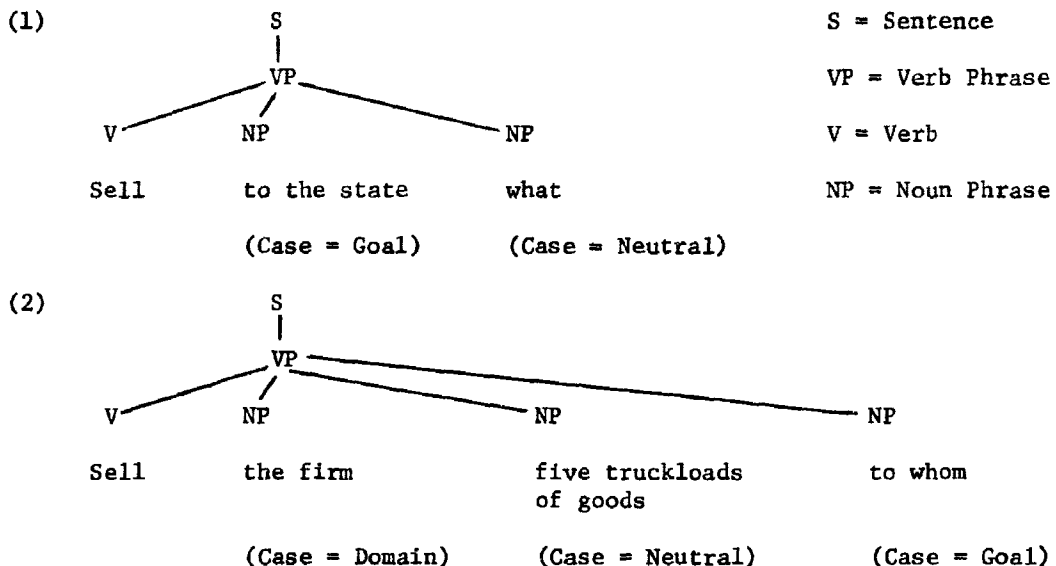 (1) S S = Sentence
VP VP = Verb Phrase
V NP NP V = Verb
Sell to the state what NP = Noun Phrase
(Case = Goal) (Case = Neutral)
(2) S
VP
V NP NP NP
Sell the firm five truckloads to whom
of goods
(Case = Domain) (Case = Neutral) (Case = Goal)